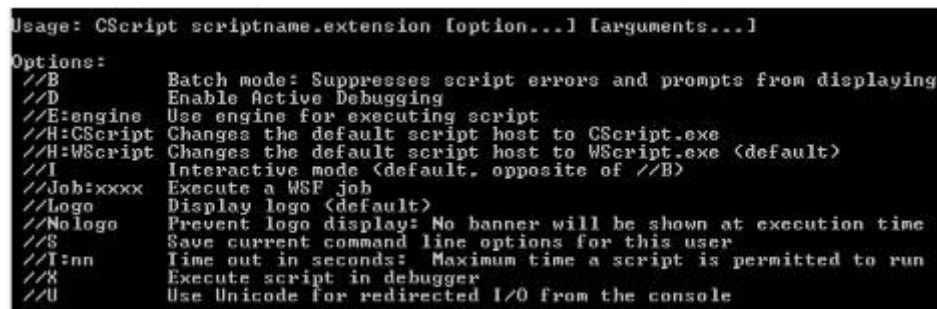 Usage: CScript scriptname.extension [option...] [arguments...]
Options:
//B Batch mode: Suppresses script errors and prompts from displaying
//D Enable Active Debugging
//E:engine Use engine for executing script
//H:CScript Changes the default script host to CScript.exe
//H:WScript Changes the default script host to WScript.exe (default)
//I Interactive mode (default, opposite of //B)
//Job:xxxx Execute a WSF job
//Logo Display logo (default)
//Nologo Prevent logo display: No banner will be shown at execution time
//S Save current command line options for this user
//T:nn Time out in seconds: Maximum time a script is permitted to run
//X Execute script in debugger
//U Use Unicode for redirected I/O from the console